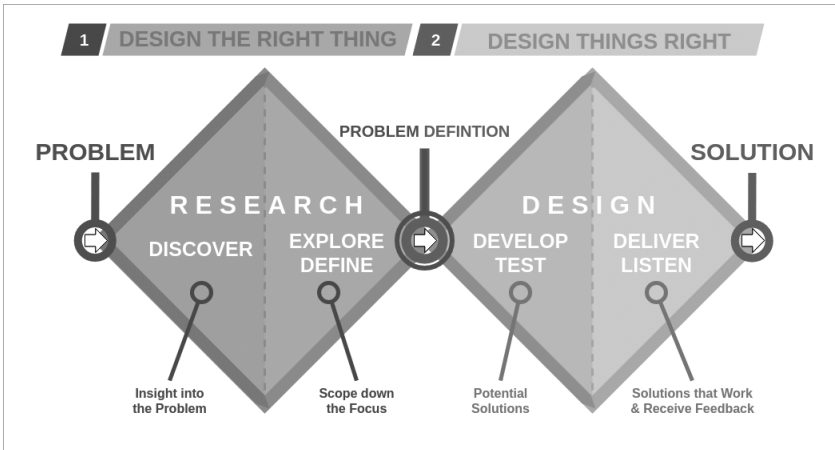 1 DESIGN THE RIGHT THING
2 DESIGN THINGS RIGHT
PROBLEM
PROBLEM DEFINTION
SOLUTION
RESEARCH
DISCOVER
EXPLORE
DEFINE
DESIGN
DEVELOP
TEST
DELIVER
LISTEN
Insight into
the Problem
Scope down
the Focus
Potential
Solutions
Solutions that Work
& Receive Feedback